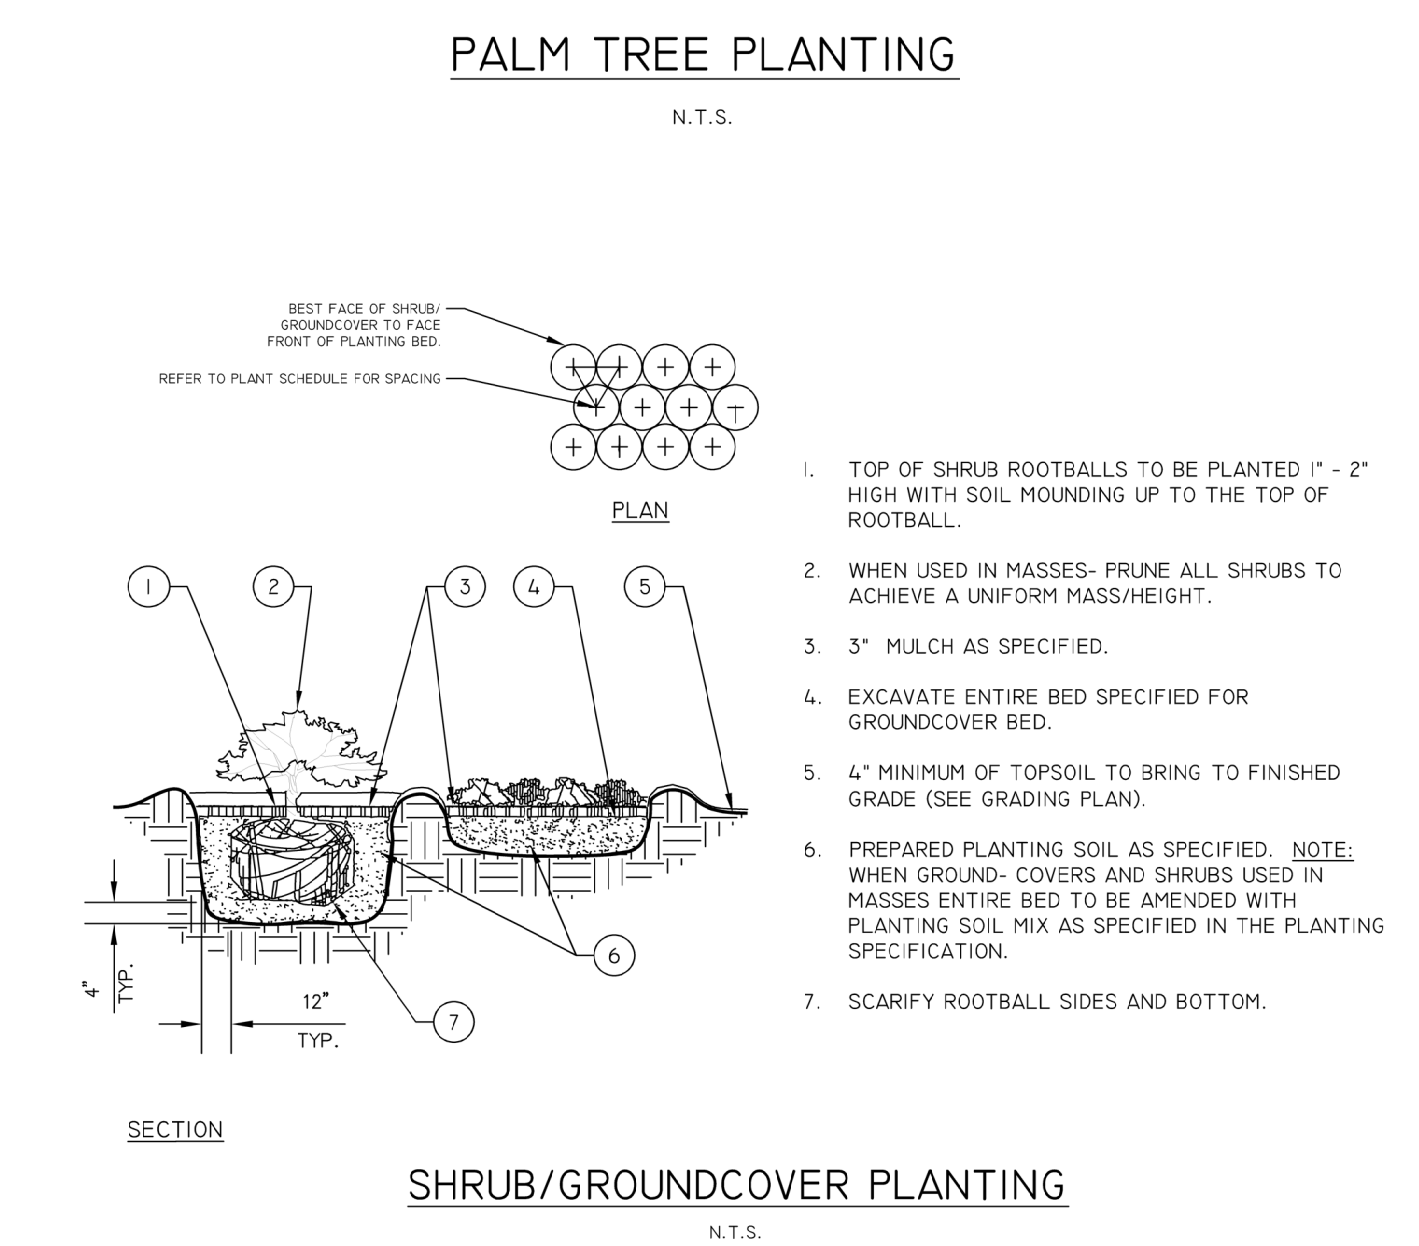 PALM TREE PLANTING
N.T.S.
BEST FACE OF SHRUB/
GROUNDCOVER TO FACE
FRONT OF PLANTING BED.
REFER TO PLANT SCHEDULE FOR SPACING
PLAN
1. TOP OF SHRUB ROOTBALLS TO BE PLANTED 1" - 2"
HIGH WITH SOIL MOUNDING UP TO THE TOP OF
ROOTBALL.
2. WHEN USED IN MASSES- PRUNE ALL SHRUBS TO
ACHIEVE A UNIFORM MASS/HEIGHT.
3. 3" MULCH AS SPECIFIED.
4. EXCAVATE ENTIRE BED SPECIFIED FOR
GROUNDCOVER BED.
5. 4" MINIMUM OF TOPSOIL TO BRING TO FINISHED
GRADE (SEE GRADING PLAN).
6. PREPARED PLANTING SOIL AS SPECIFIED. NOTE:
WHEN GROUND- COVERS AND SHRUBS USED IN
MASSES ENTIRE BED TO BE AMENDED WITH
PLANTING SOIL MIX AS SPECIFIED IN THE PLANTING
SPECIFICATION.
7. SCARIFY ROOTBALL SIDES AND BOTTOM.
1 2 3 4 5
6
7
4"
TYP.
12"
TYP.
SECTION
SHRUB/GROUNDCOVER PLANTING
N.T.S.